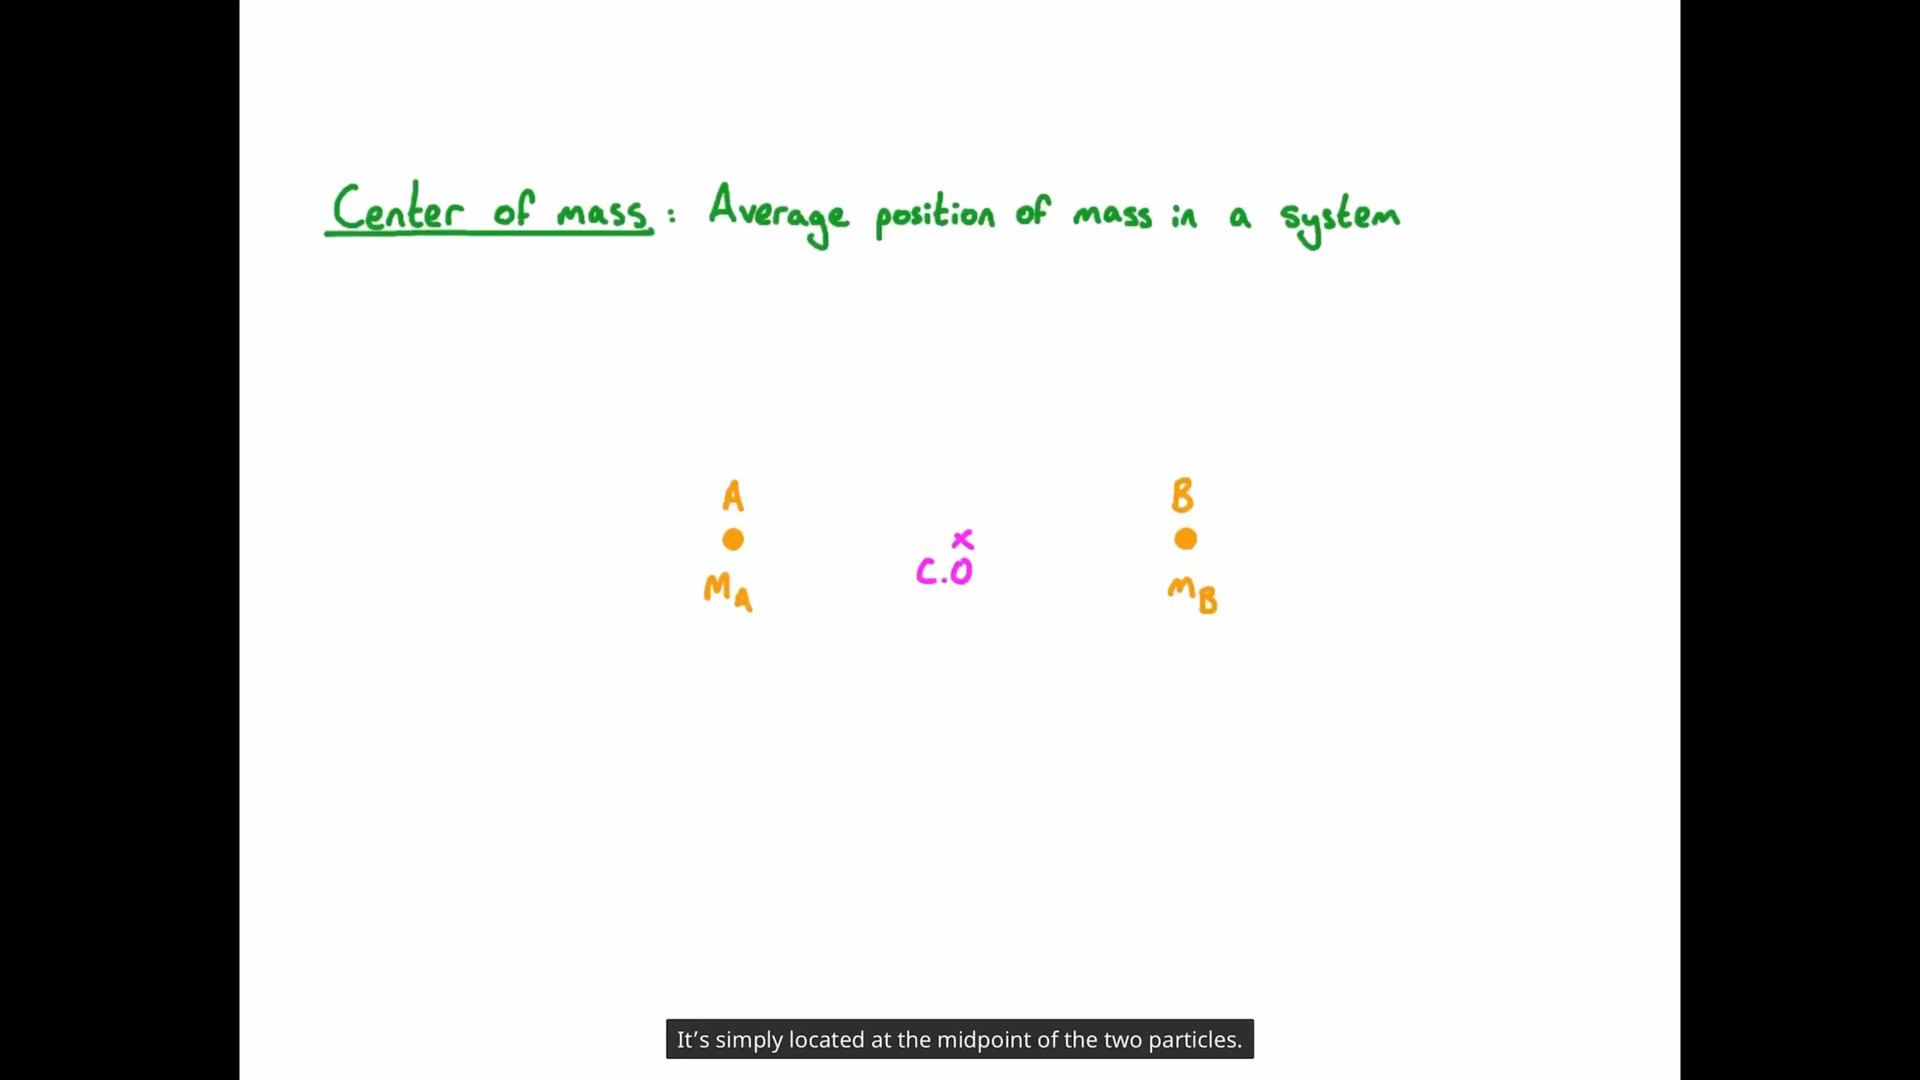 Center of mass: Average position of mass in a system
A B
x
C.O
MA mB
It’s simply located at the midpoint of the two particles.